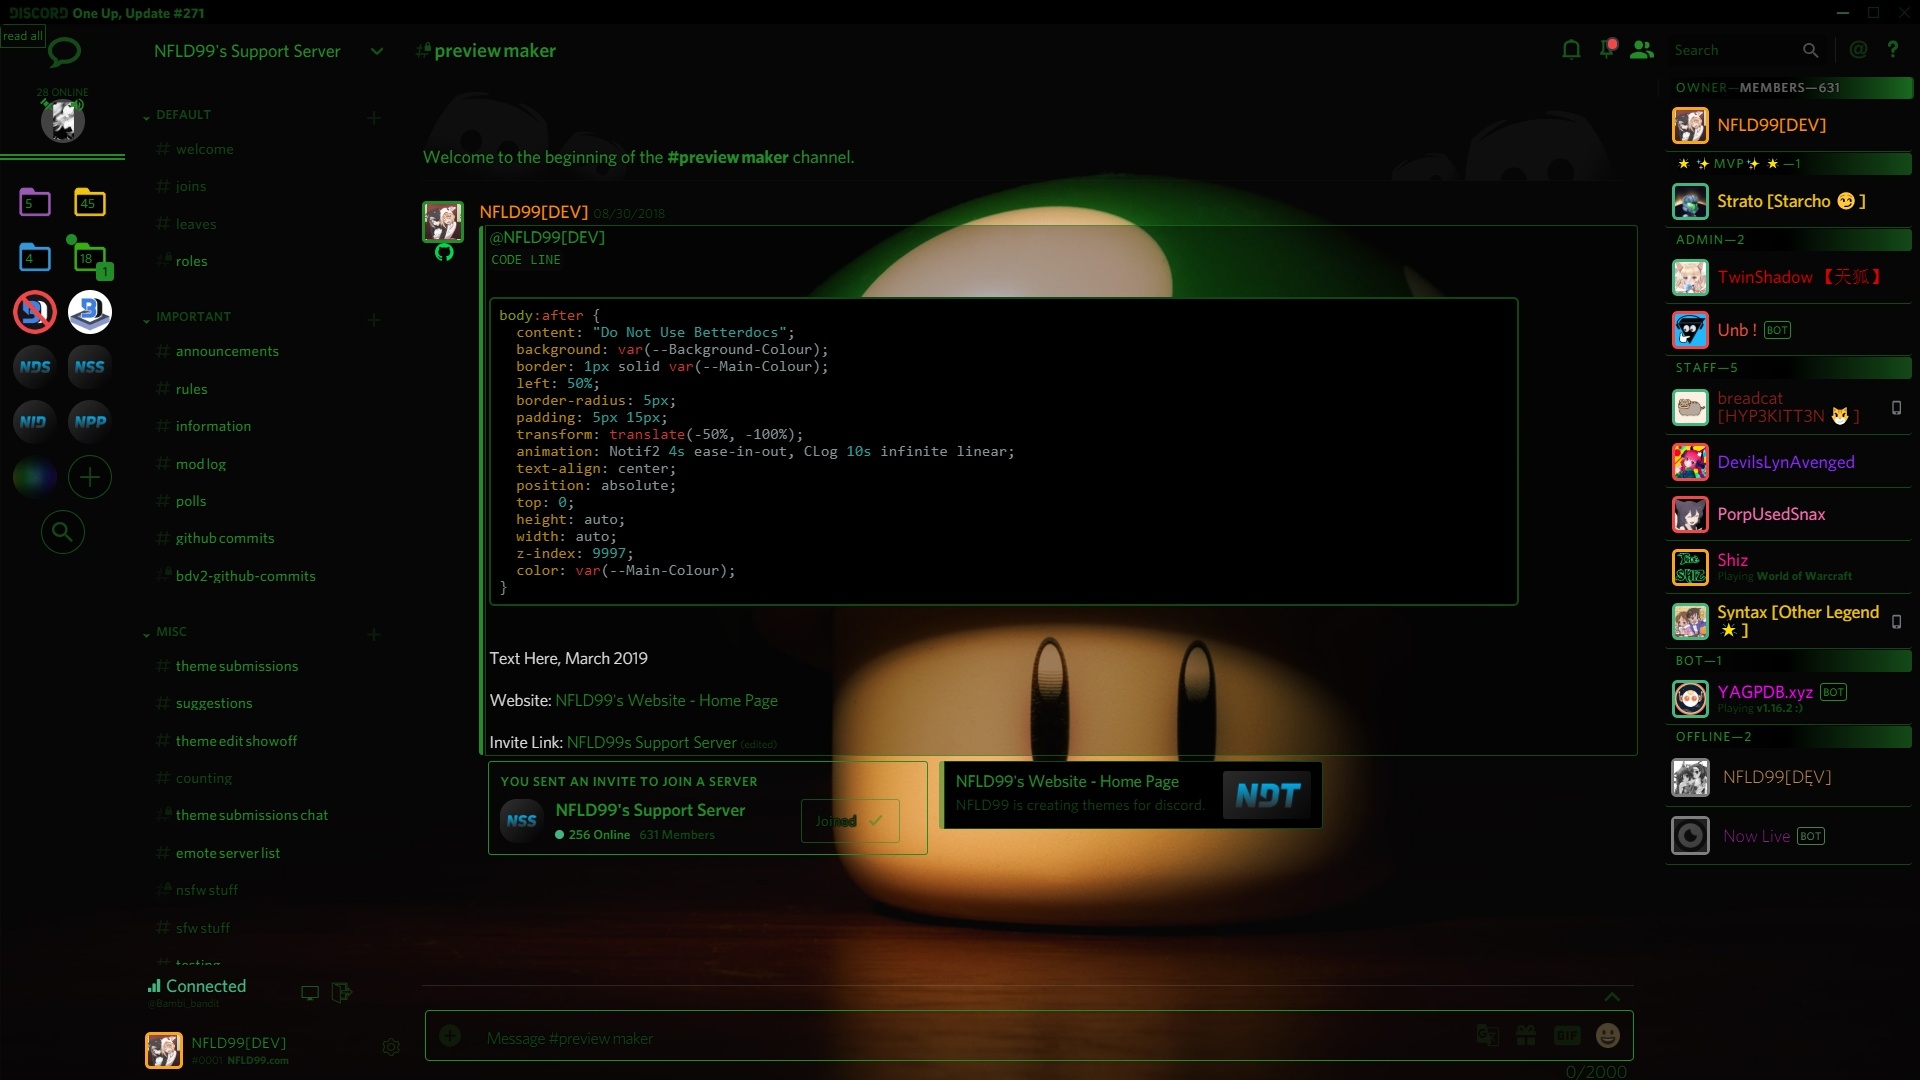 DISCORD One Up, Update #271
read all
NFLD99's Support Server
#previewmaker
Search
@ ?
28 ONLINE
5
45
4
18
1
NDS
NSS
NID
NPP
DEFAULT
# welcome
# joins
# leaves
# roles
IMPORTANT
# announcements
# rules
# information
# mod log
# polls
# github commits
# bdv2-github-commits
MISC
# theme submissions
# suggestions
# theme edit showoff
# counting
# theme submissions chat
# emote server list
# nsfw stuff
# sfw stuff
# testing
Connected
@Bambi_bandit
NFLD99[DEV]
#0001 NFLD99.com
Welcome to the beginning of the #previewmaker channel.
NFLD99[DEV] 08/30/2018
@NFLD99[DEV]
CODE LINE
body:after {
content: "Do Not Use Betterdocs";
background: var(--Background-Colour);
border: 1px solid var(--Main-Colour);
left: 50%;
border-radius: 5px;
padding: 5px 15px;
transform: translate(-50%, -100%);
animation: Notif2 4s ease-in-out, CLog 10s infinite linear;
text-align: center;
position: absolute;
top: 0;
height: auto;
width: auto;
z-index: 9997;
color: var(--Main-Colour);
}
Text Here, March 2019
Website: NFLD99's Website - Home Page
Invite Link: NFLD99s Support Server (edited)
YOU SENT AN INVITE TO JOIN A SERVER
NSS
NFLD99's Support Server
256 Online 631 Members
Joined
NFLD99's Website - Home Page
NFLD99 is creating themes for discord.
NDT
Message #previewmaker
GIF
0/2000
OWNER—MEMBERS—631
NFLD99[DEV]
🌟 ✨MVP✨ 🌟 —1
Strato [Starcho 😏 ]
ADMIN—2
TwinShadow 【天狐】
Unb ! BOT
STAFF—5
breadcat
[HYP3KITT3N 😺 ]
DevilsLynAvenged
PorpUsedSnax
Shiz
Playing World of Warcraft
Syntax [Other Legend
🌟 ]
BOT—1
YAGPDB.xyz BOT
Playing v1.16.2 :)
OFFLINE—2
NFLD99[DĘV]
Now Live BOT